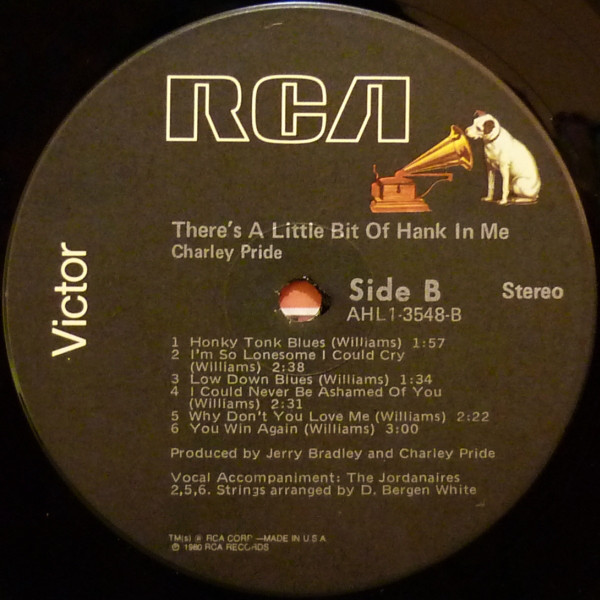 RCA
There's A Little Bit Of Hank In Me
Charley Pride
Victor
Side B
Stereo
AHL1-3548-B
1 Honky Tonk Blues (Williams) 1:57
2 I'm So Lonesome I Could Cry
(Williams) 2:38
3 Low Down Blues (Williams) 1:34
4 I Could Never Be Ashamed Of You
(Williams) 2:31
5 Why Don't You Love Me (Williams) 2:22
6 You Win Again (Williams) 3:00
Produced by Jerry Bradley and Charley Pride
Vocal Accompaniment: The Jordanaires
2,5,6. Strings arranged by D. Bergen White
TM(s) ® RCA CORP —MADE IN U.S.A
℗ 1980 RCA RECORDS